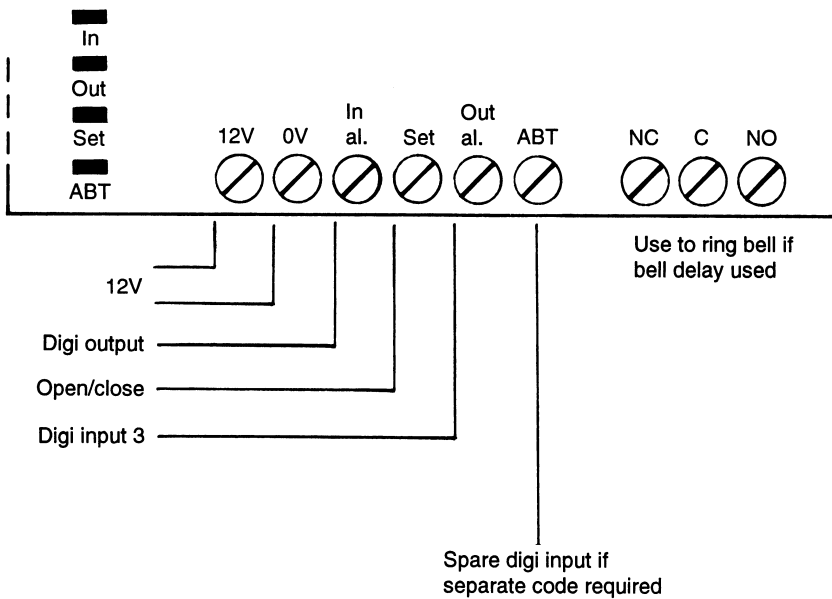 In
Out
Set
ABT
In
al.
Out
al.
12V
0V
Set
ABT
NC
C
NO
Use to ring bell if
bell delay used
12V
Digi output
Open/close
Digi input 3
Spare digi input if
separate code required